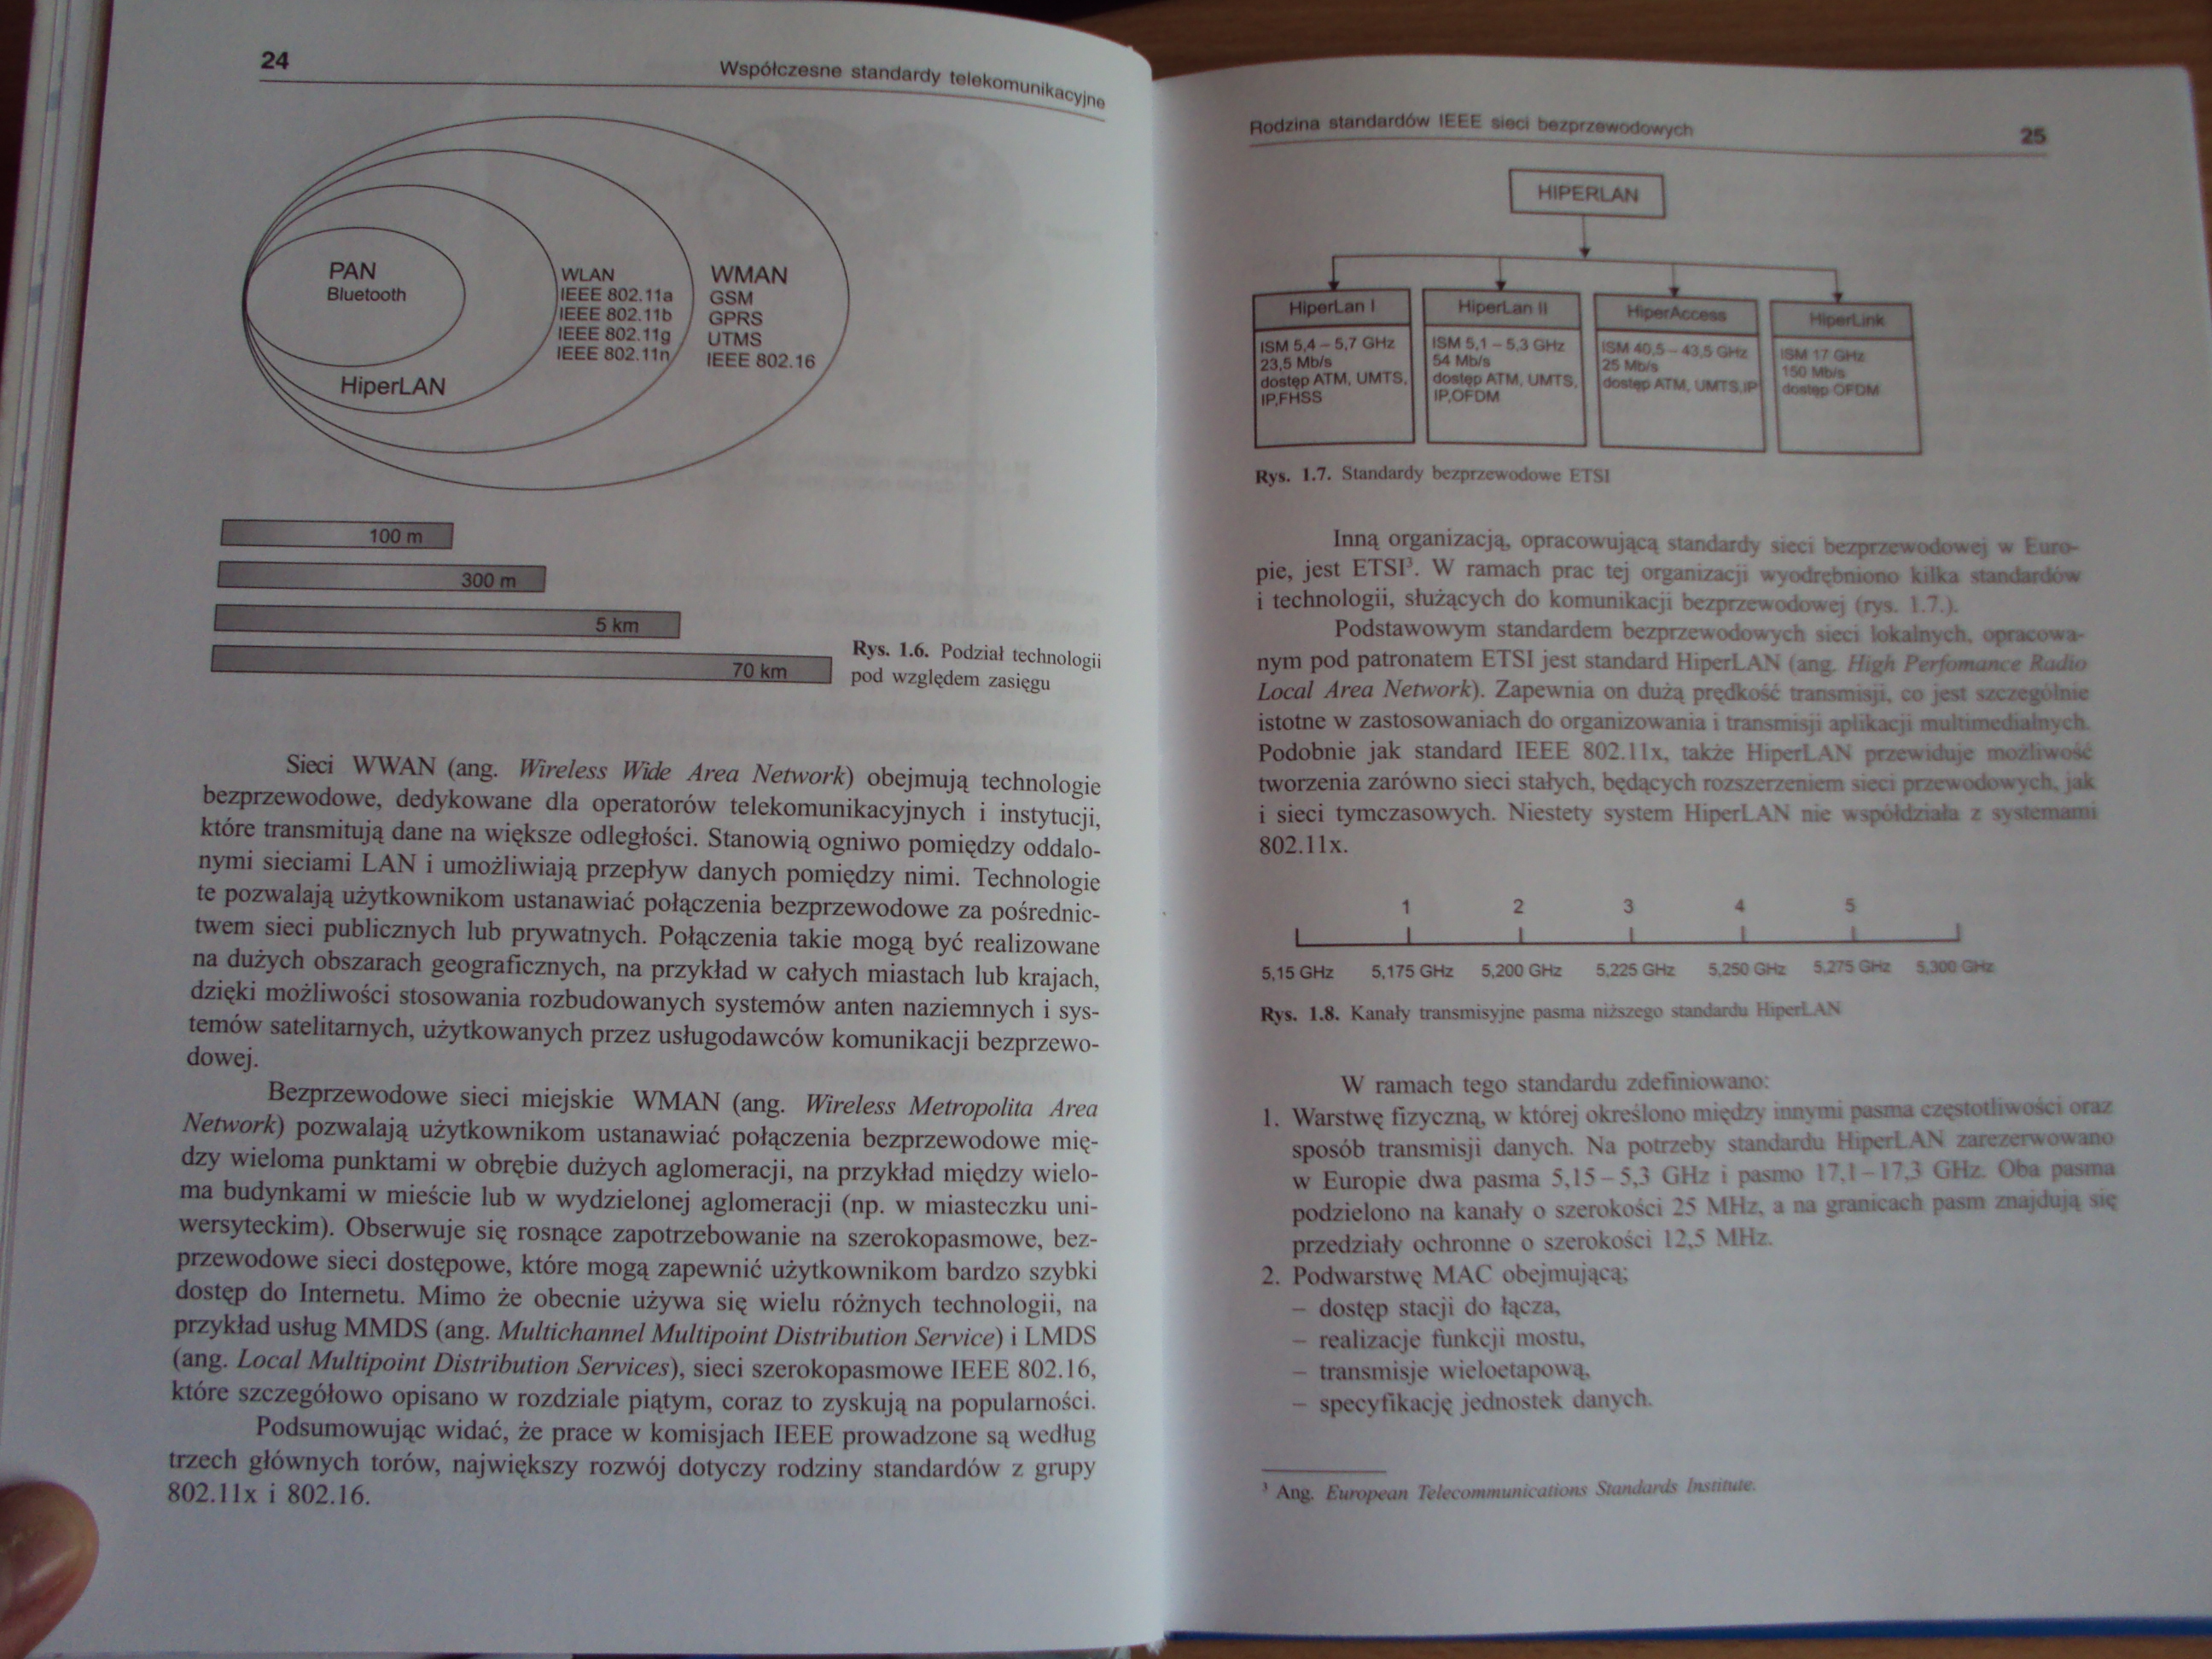 24
Współczesne standardy telekomunikacyjne
PAN
Bluetooth
HiperLAN
WLAN
IEEE 802.11a
IEEE 802.11b
IEEE 802.11g
IEEE 802.11n
WMAN
GSM
GPRS
UTMS
IEEE 802.16
100 m
300 m
5 km
70 km
Rys. 1.6. Podział technologii
pod względem zasięgu
Sieci WWAN (ang. Wireless Wide Area Network) obejmują technologie
bezprzewodowe, dedykowane dla operatorów telekomunikacyjnych i instytucji,
które transmitują dane na większe odległości. Stanowią ogniwo pomiędzy oddalo-
nymi sieciami LAN i umożliwiają przepływ danych pomiędzy nimi. Technologie
te pozwalają użytkownikom ustanawiać połączenia bezprzewodowe za pośrednic-
twem sieci publicznych lub prywatnych. Połączenia takie mogą być realizowane
na dużych obszarach geograficznych, na przykład w całych miastach lub krajach,
dzięki możliwości stosowania rozbudowanych systemów anten naziemnych i sys-
temów satelitarnych, użytkowanych przez usługodawców komunikacji bezprzewo-
dowej.
Bezprzewodowe sieci miejskie WMAN (ang. Wireless Metropolita Area
Network) pozwalają użytkownikom ustanawiać połączenia bezprzewodowe mię-
dzy wieloma punktami w obrębie dużych aglomeracji, na przykład między wielo-
ma budynkami w mieście lub w wydzielonej aglomeracji (np. w miasteczku uni-
wersyteckim). Obserwuje się rosnące zapotrzebowanie na szerokopasmowe, bez-
przewodowe sieci dostępowe, które mogą zapewnić użytkownikom bardzo szybki
dostęp do Internetu. Mimo że obecnie używa się wielu różnych technologii, na
przykład usług MMDS (ang. Multichannel Multipoint Distribution Service) i LMDS
(ang. Local Multipoint Distribution Services), sieci szerokopasmowe IEEE 802.16,
które szczegółowo opisano w rozdziale piątym, coraz to zyskują na popularności.
Podsumowując widać, że prace w komisjach IEEE prowadzone są według
trzech głównych torów, największy rozwój dotyczy rodziny standardów z grupy
802.11x i 802.16.
Rodzina standardów IEEE sieci bezprzewodowych
25
HIPERLAN
HiperLan I
ISM 5,4 – 5,7 GHz
23,5 Mb/s
dostęp ATM, UMTS,
IP,FHSS
HiperLan II
ISM 5,1 – 5,3 GHz
54 Mb/s
dostęp ATM, UMTS,
IP,OFDM
HiperAccess
ISM 40,5 – 43,5 GHz
25 Mb/s
dostęp ATM, UMTS,IP
HiperLink
ISM 17 GHz
150 Mb/s
dostęp OFDM
Rys. 1.7. Standardy bezprzewodowe ETSI
Inną organizacją, opracowującą standardy sieci bezprzewodowej w Euro-
pie, jest ETSI³. W ramach prac tej organizacji wyodrębniono kilka standardów
i technologii, służących do komunikacji bezprzewodowej (rys. 1.7.).
Podstawowym standardem bezprzewodowych sieci lokalnych, opracowa-
nym pod patronatem ETSI jest standard HiperLAN (ang. High Perfomance Radio
Local Area Network). Zapewnia on dużą prędkość transmisji, co jest szczególnie
istotne w zastosowaniach do organizowania i transmisji aplikacji multimedialnych.
Podobnie jak standard IEEE 802.11x, także HiperLAN przewiduje możliwość
tworzenia zarówno sieci stałych, będących rozszerzeniem sieci przewodowych, jak
i sieci tymczasowych. Niestety system HiperLAN nie współdziała z systemami
802.11x.
1 2 3 4 5
5,15 GHz 5,175 GHz 5,200 GHz 5.225 GHz 5,250 GHz 5,275 GHz 5,300 GHz
Rys. 1.8. Kanały transmisyjne pasma niższego standardu HiperLAN
W ramach tego standardu zdefiniowano:
1. Warstwę fizyczną, w której określono między innymi pasma częstotliwości oraz
sposób transmisji danych. Na potrzeby standardu HiperLAN zarezerwowano
w Europie dwa pasma 5,15 – 5,3 GHz i pasmo 17,1 – 17,3 GHz. Oba pasma
podzielono na kanały o szerokości 25 MHz, a na granicach pasm znajdują się
przedziały ochronne o szerokości 12,5 MHz.
2. Podwarstwę MAC obejmującą;
– dostęp stacji do łącza,
– realizacje funkcji mostu,
– transmisje wieloetapową,
– specyfikację jednostek danych.
³ Ang. European Telecommunications Standards Institute.